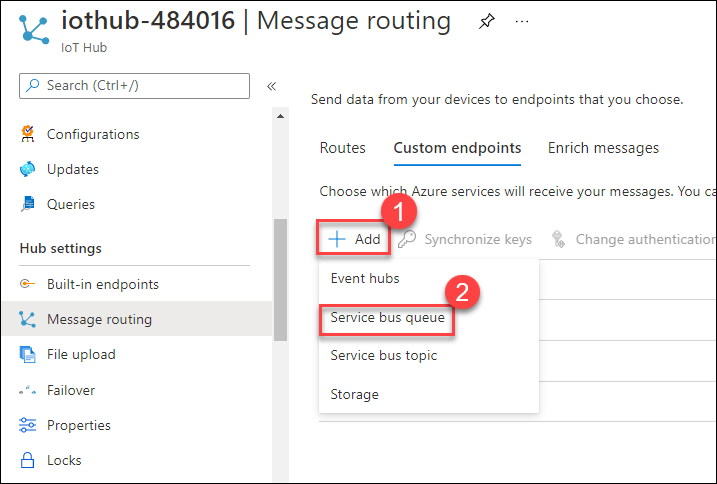 iothub-484016 | Message routing
IoT Hub
Search (Ctrl+/)
Configurations
Updates
Queries
Hub settings
Built-in endpoints
Message routing
File upload
Failover
Properties
Locks
Send data from your devices to endpoints that you choose.
Routes Custom endpoints Enrich messages
Choose which Azure services will receive your messages. You ca
1
Add Synchronize keys Change authentication
Event hubs
2
Service bus queue
Service bus topic
Storage